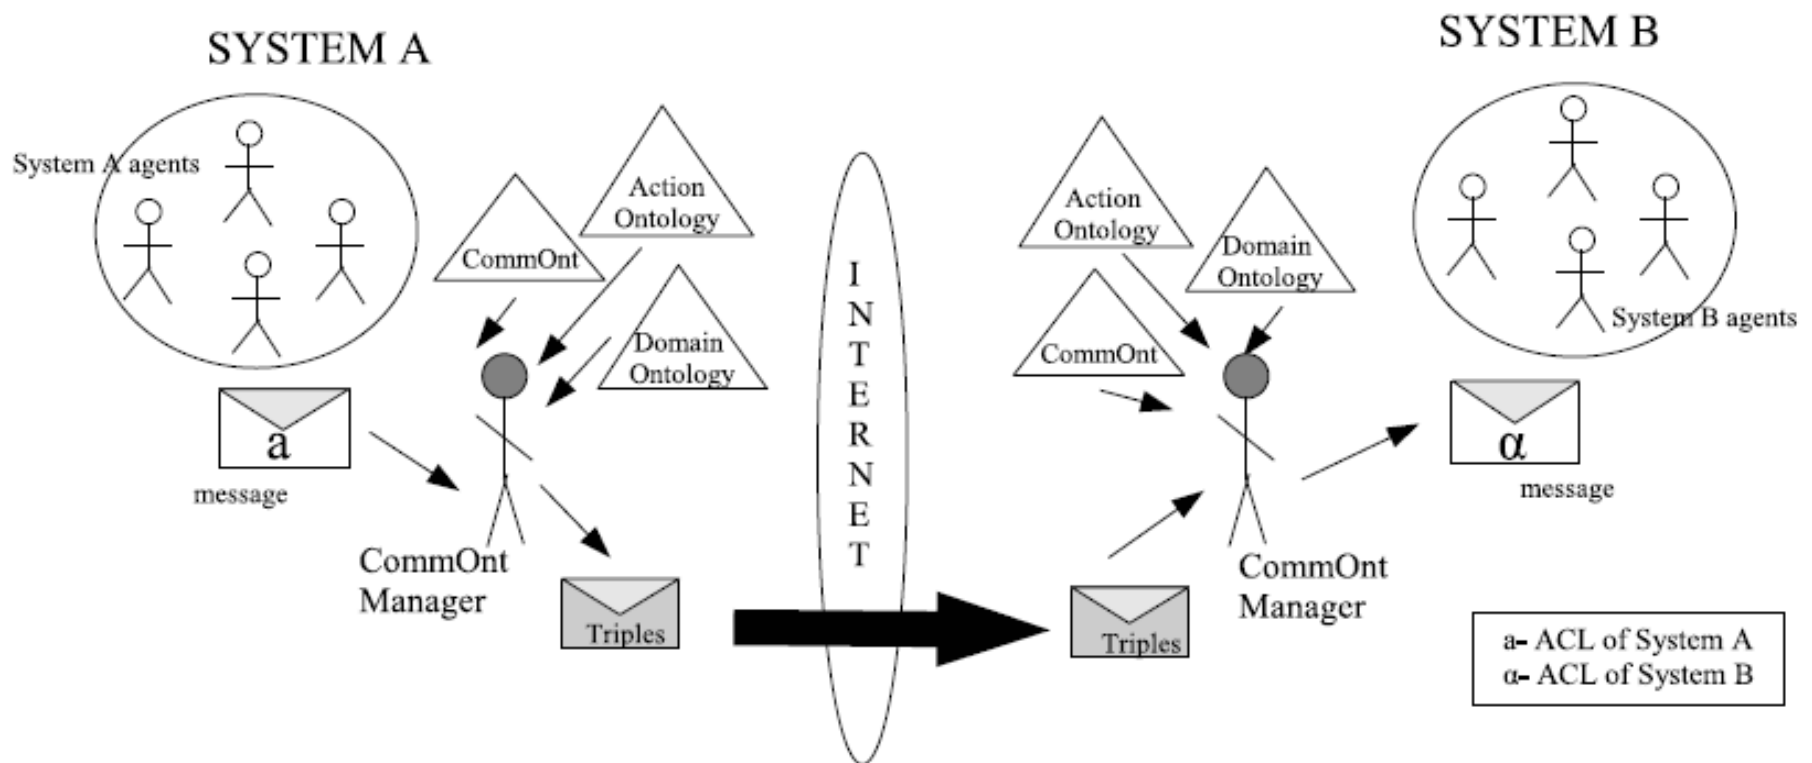 SYSTEM A
SYSTEM B
System A agents
Action
Ontology
CommOnt
Domain
Ontology
a
message
CommOnt
Manager
Triples
INTERNET
Action
Ontology
Domain
Ontology
CommOnt
System B agents
α
message
CommOnt
Manager
Triples
a- ACL of System A
α- ACL of System B